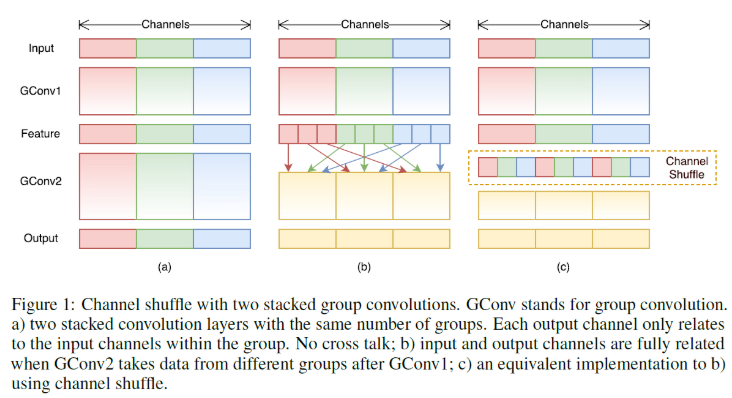 Channels
Channels
Channels
Input
GConv1
Feature
GConv2
Channel
Shuffle
Output
(a)
(b)
(c)
Figure 1: Channel shuffle with two stacked group convolutions. GConv stands for group convolution.
a) two stacked convolution layers with the same number of groups. Each output channel only relates
to the input channels within the group. No cross talk; b) input and output channels are fully related
when GConv2 takes data from different groups after GConv1; c) an equivalent implementation to b)
using channel shuffle.